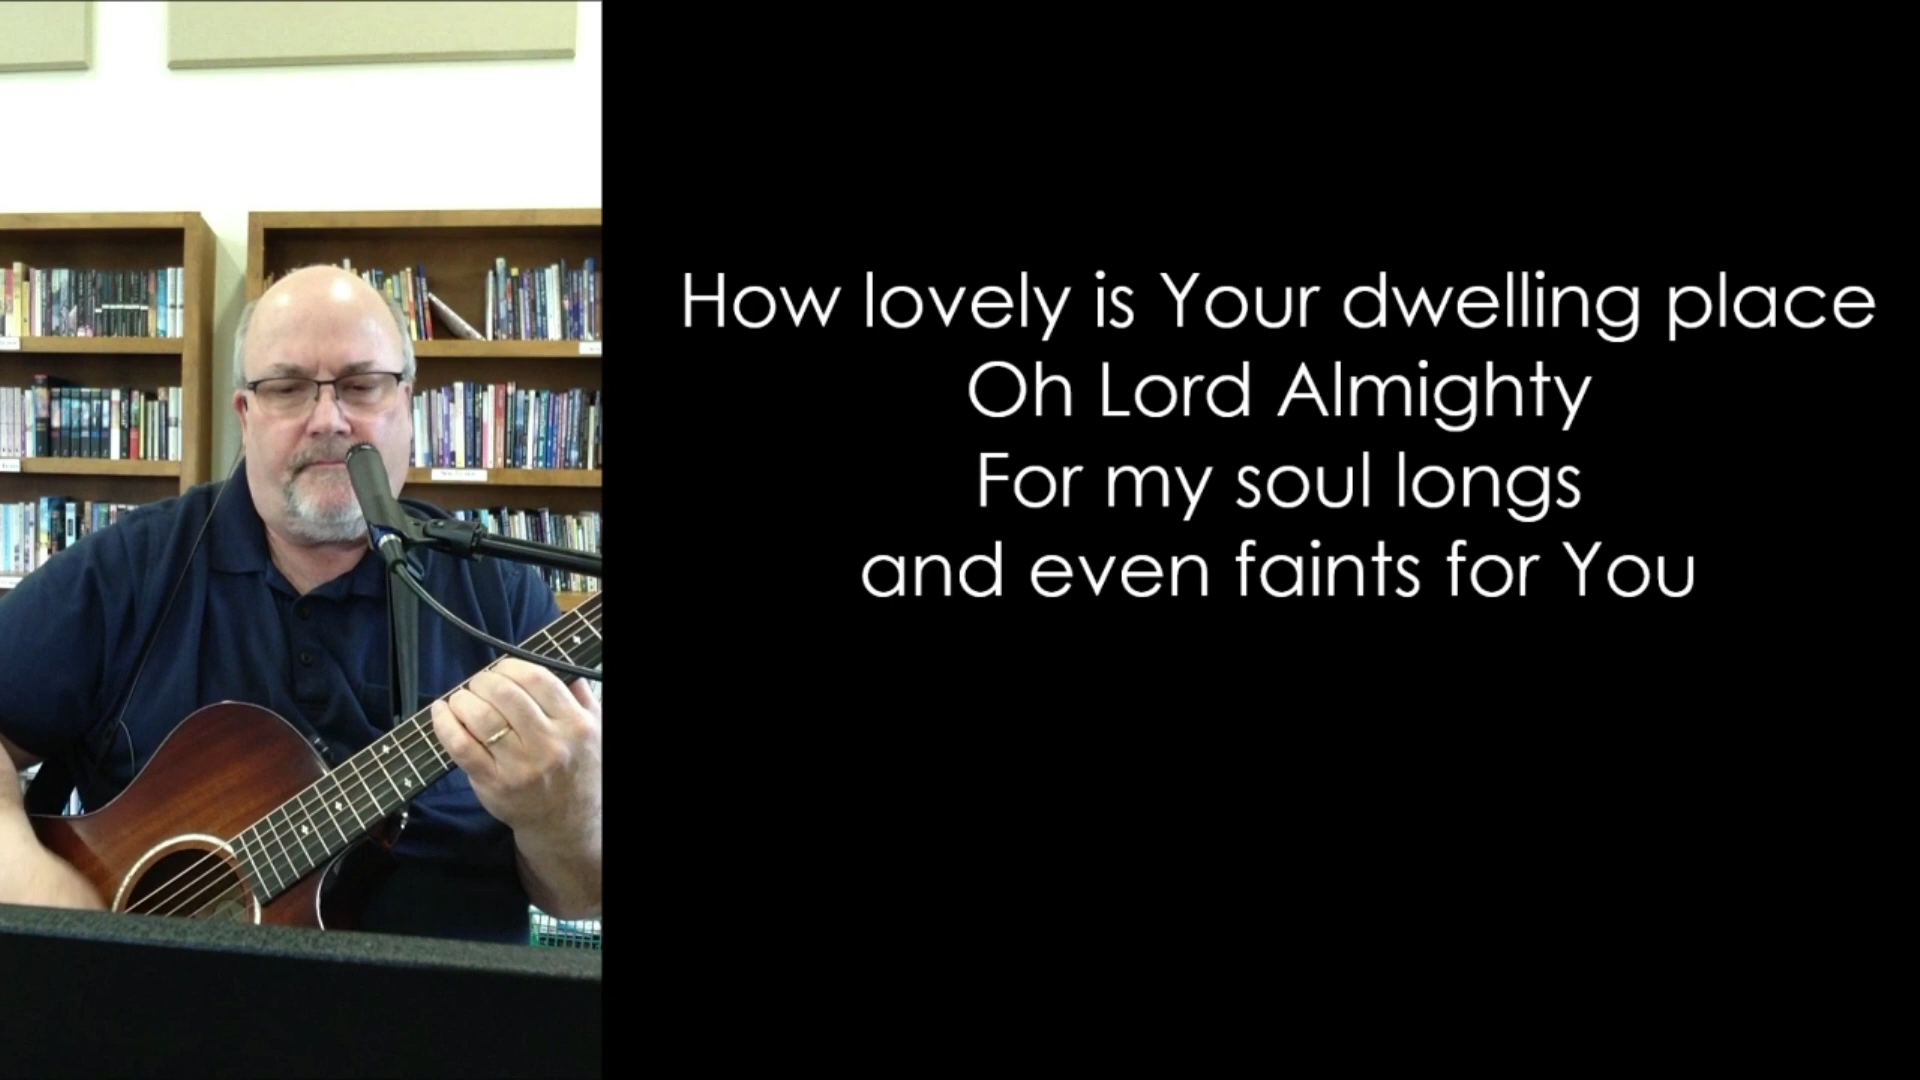 How lovely is Your dwelling place
Oh Lord Almighty
For my soul longs
and even faints for You